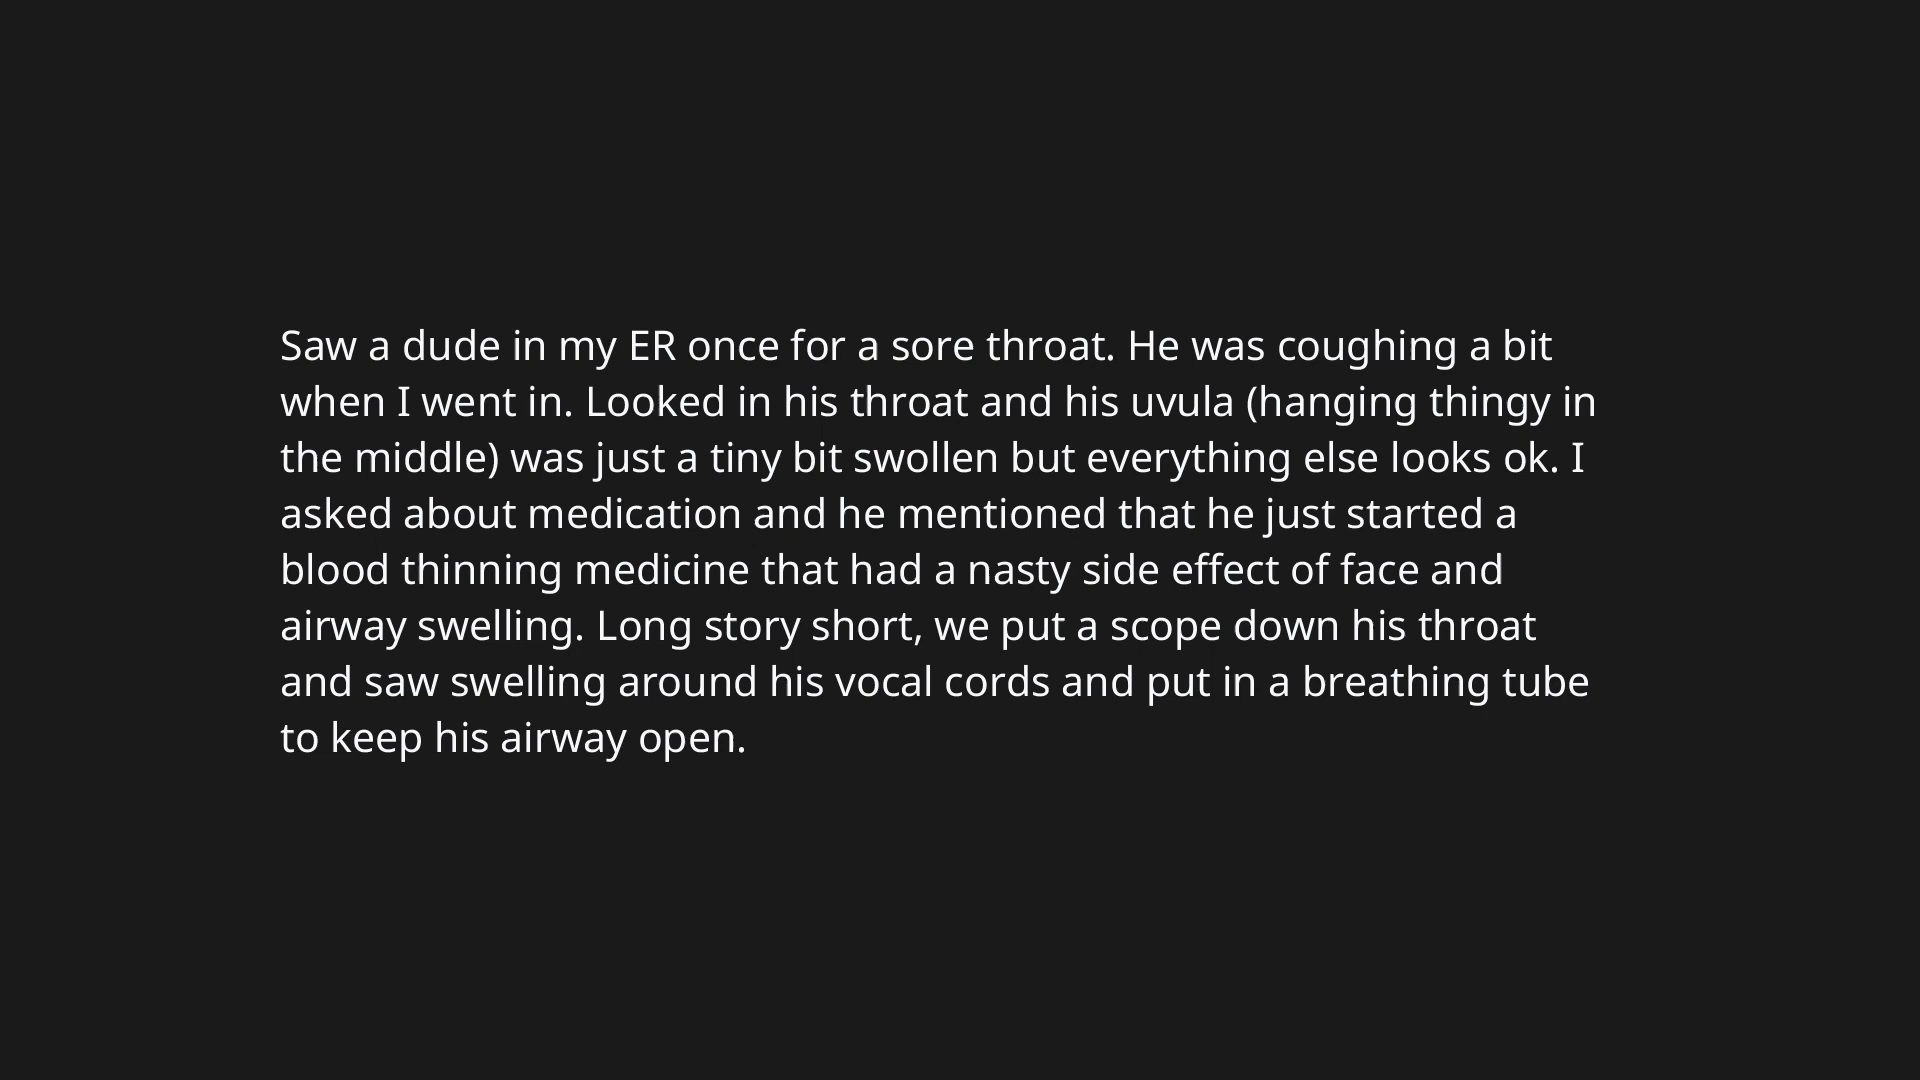 Saw a dude in my ER once for a sore throat. He was coughing a bit
when I went in. Looked in his throat and his uvula (hanging thingy in
the middle) was just a tiny bit swollen but everything else looks ok. I
asked about medication and he mentioned that he just started a
blood thinning medicine that had a nasty side effect of face and
airway swelling. Long story short, we put a scope down his throat
and saw swelling around his vocal cords and put in a breathing tube
to keep his airway open.